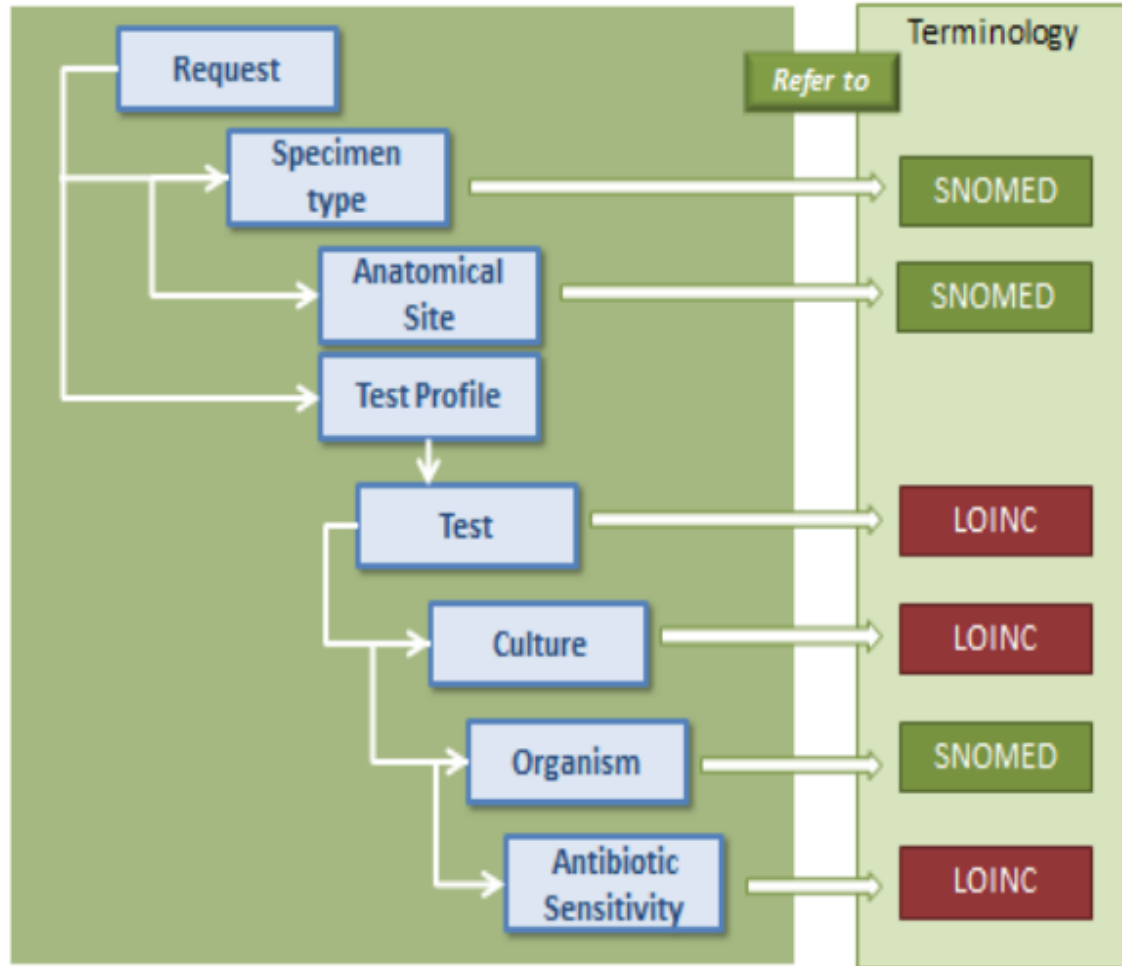 Terminology
Request
Refer to
Specimen
type
SNOMED
Anatomical
Site
SNOMED
Test Profile
Test
LOINC
Culture
LOINC
Organism
SNOMED
Antibiotic
Sensitivity
LOINC